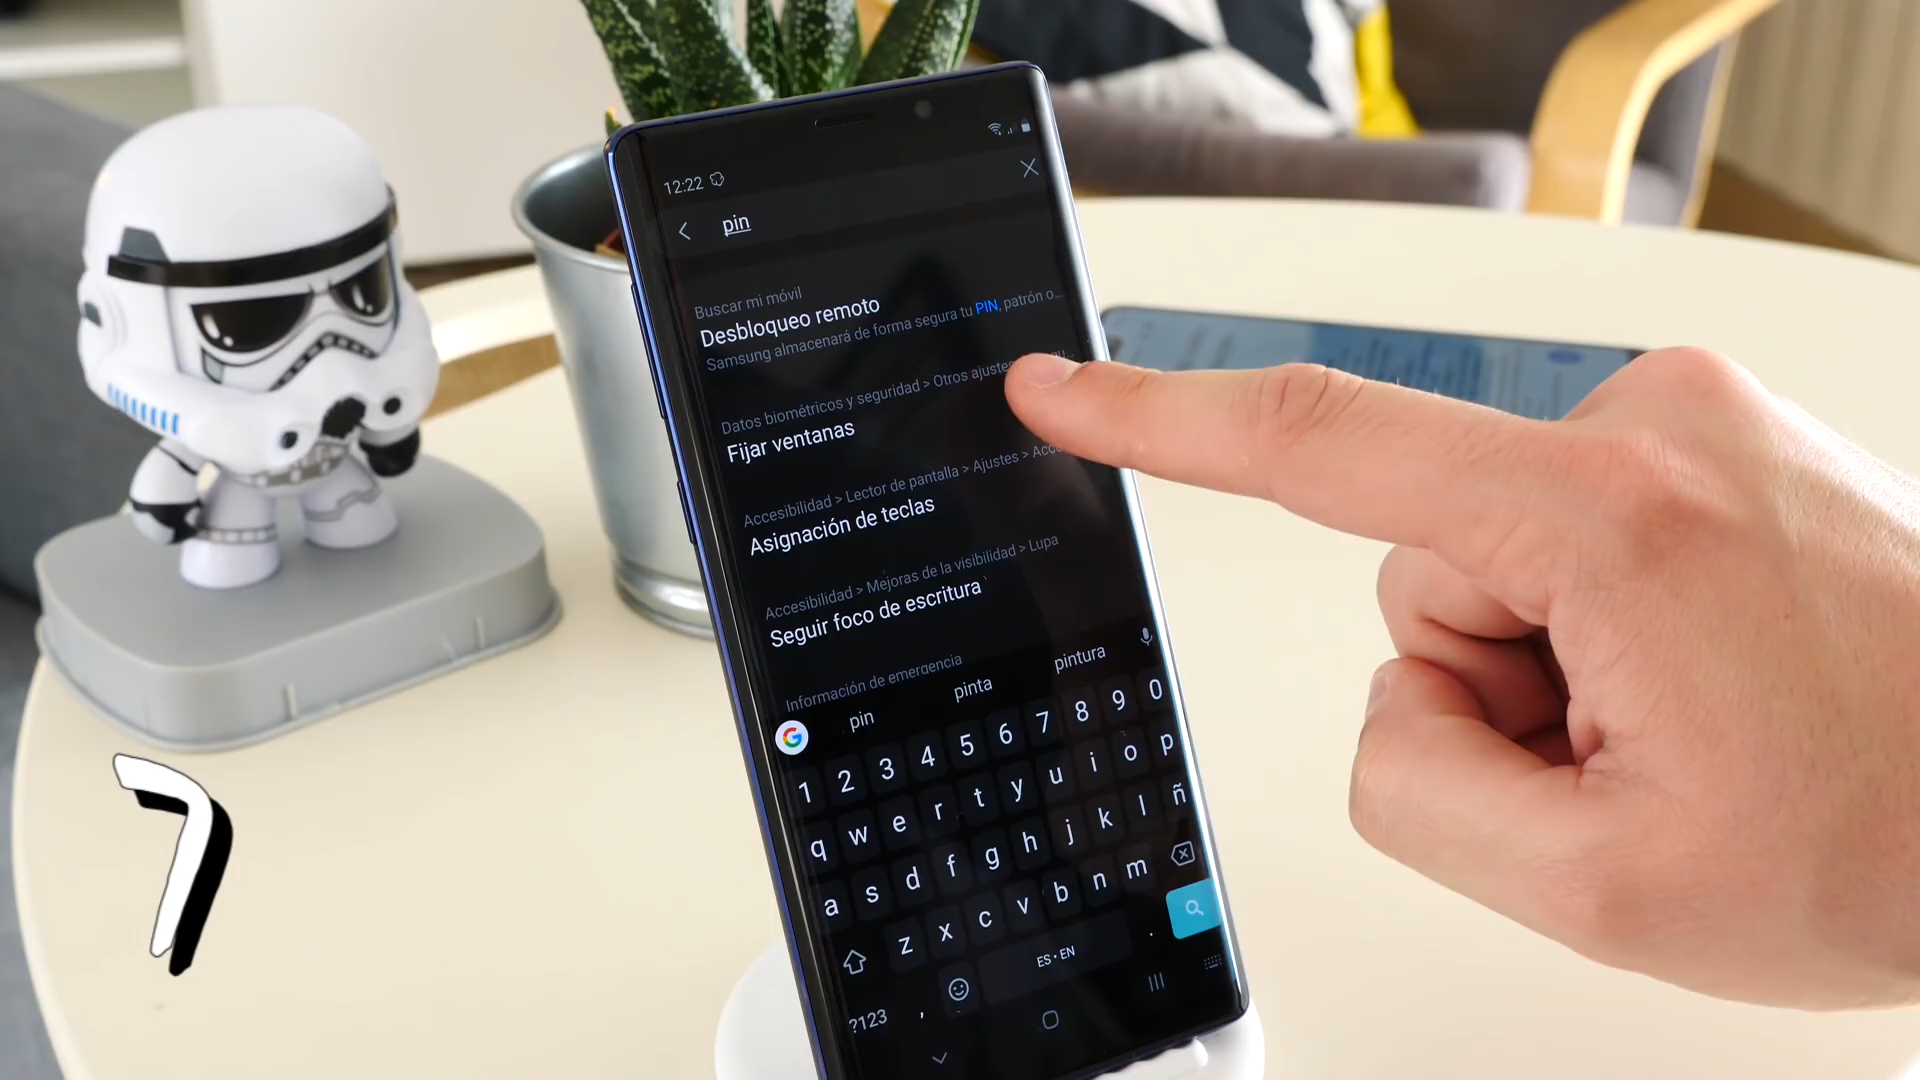 12:22
pin
Buscar mi móvil
Desbloqueo remoto
Samsung almacenará de forma segura tu PIN, patrón o...
Datos biométricos y seguridad > Otros ajustes
Fijar ventanas
Accesibilidad > Lector de pantalla > Ajustes > Acc
Asignación de teclas
Accesibilidad > Mejoras de la visibilidad > Lupa
Seguir foco de escritura
Información de emergencia
pin pinta pintura
1 2 3 4 5 6 7 8 9 0
q w e r t y u i o p
a s d f g h j k l ñ
z x c v b n m
?123 , ES • EN .
7